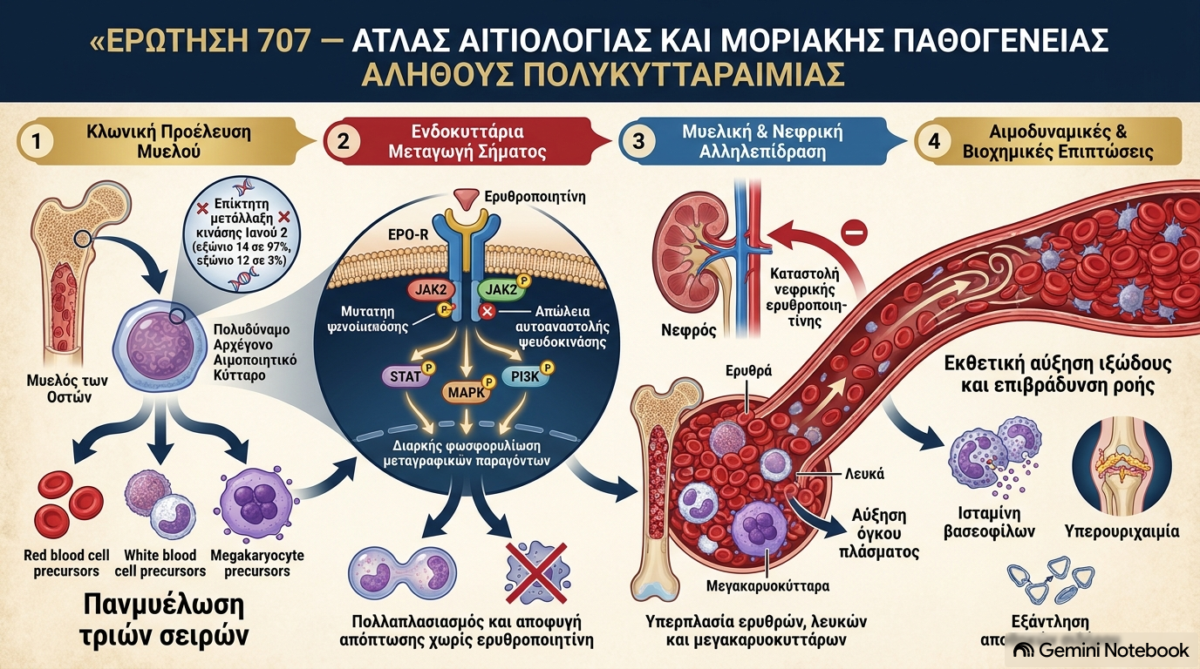 «ΕΡΩΤΗΣΗ 707 — ΑΤΛΑΣ ΑΙΤΙΟΛΟΓΙΑΣ ΚΑΙ ΜΟΡΙΑΚΗΣ ΠΑΘΟΓΕΝΕΙΑΣ
ΑΛΗΘΟΥΣ ΠΟΛΥΚΥΤΤΑΡΑΙΜΙΑΣ
1
Κλωνική Προέλευση
Μυελού
Επίκτητη
μετάλλαξη
κινάσης Ιανού 2
(εξώνιο 14 σε 97%,
εξώνιο 12 σε 3%)
Πολυδύναμο
Αρχέγονο
Αιμοποιητικό
Κύτταρο
Μυελός των
Οστών
Red blood cell
precursors
White blood
cell precursors
Megakaryocyte
precursors
Πανμυέλωση
τριών σειρών
2
Ενδοκυττάρια
Μεταγωγή Σήματος
Ερυθροποιητίνη
EPO-R
JAK2
JAK2
P
P
Μυτατη
Απώλεια
αυτοαναστολής
ψευδοκινάσης
STAT
P
MAPK
P
PI3K
P
Διαρκής φωσφορυλίωση
μεταγραφικών παραγόντων
Πολλαπλασιασμός και αποφυγή
απόπτωσης χωρίς ερυθροποιητίνη
3
Μυελική & Νεφρική
Αλληλεπίδραση
Νεφρός
Καταστολή
νεφρικής
ερυθροποιη-
τίνης
Ερυθρά
Λευκά
Αύξηση
όγκου
πλάσματος
Μεγακαρυοκύτταρα
Υπερπλασία ερυθρών, λευκών
και μεγακαρυοκυττάρων
4
Αιμοδυναμικές &
Βιοχημικές Επιπτώσεις
Εκθετική αύξηση ιξώδους
και επιβράδυνση ροής
Ισταμίνη
βασεοφίλων
Υπερουριχαιμία
Εξάντληση
Gemini Notebook